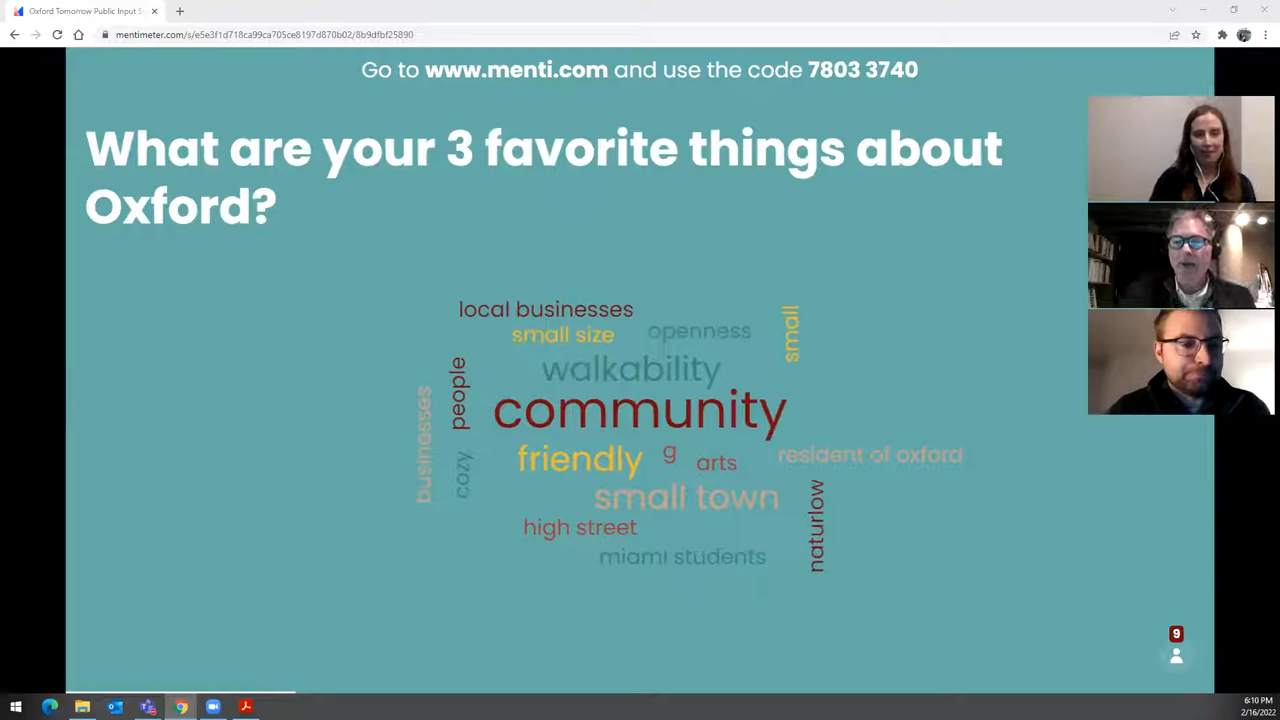 Oxford Tomorrow Public Input S
mentimeter.com/s/e5e3f1d718ca99ca705ce8197d870b02/8b9dfbf25890
Go to www.menti.com and use the code 7803 3740
What are your 3 favorite things about
Oxford?
local businesses
small size
openness
small
walkability
people
businesses
community
cozy
friendly
g
arts
resident of oxford
small town
naturlow
high street
miami students
9
6:10 PM
2/16/2022